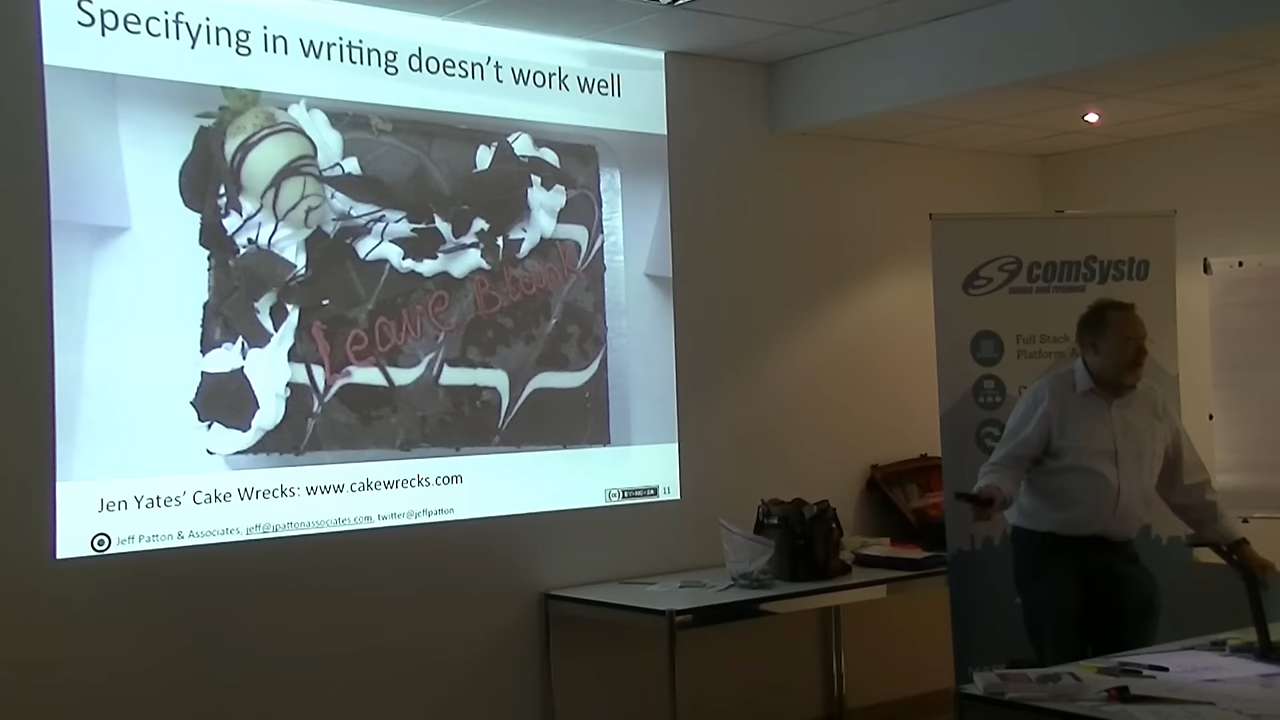 Specifying in writing doesn't work well
Leave Blank
Jen Yates' Cake Wrecks: www.cakewrecks.com
11
Jeff Patton & Associates, jeff@jpattonassociates.com, twitter@jeffpatton
comSysto
Full Stack
Platform A